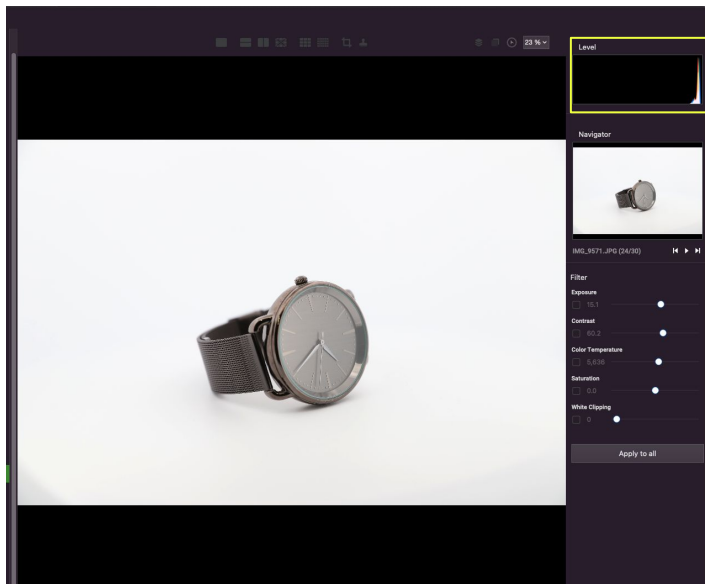 23 %
Level
Navigator
IMG_9571.JPG (24/30)
Filter
Exposure
15.1
Contrast
60.2
Color Temperature
5,636
Saturation
0.0
White Clipping
0
Apply to all